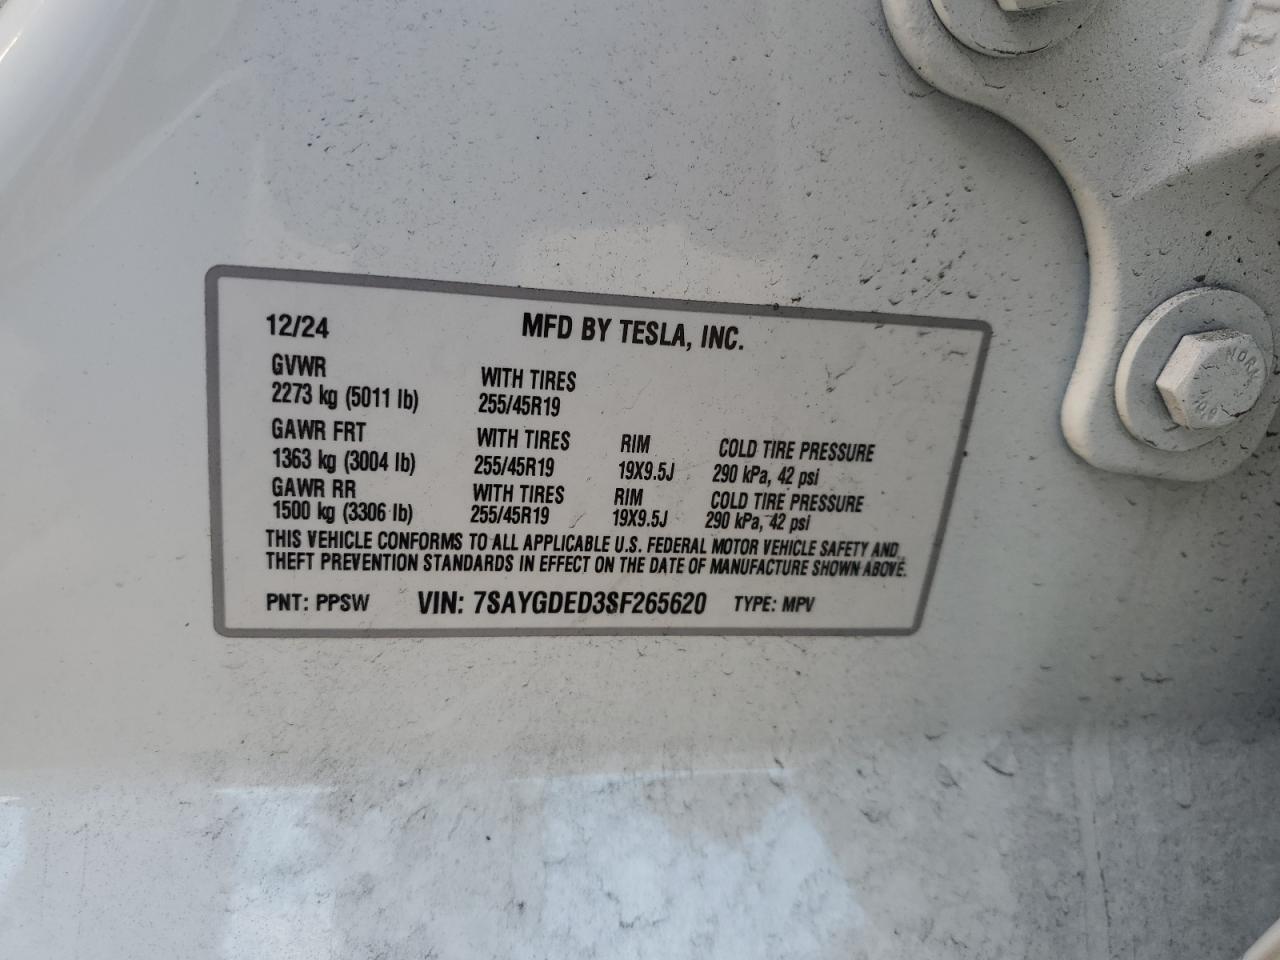 12/24 MFD BY TESLA, INC.
GVWR WITH TIRES
2273 kg (5011 lb) 255/45R19
GAWR FRT WITH TIRES RIM COLD TIRE PRESSURE
1363 kg (3004 lb) 255/45R19 19X9.5J 290 kPa, 42 psi
GAWR RR WITH TIRES RIM COLD TIRE PRESSURE
1500 kg (3306 lb) 255/45R19 19X9.5J 290 kPa, 42 psi
THIS VEHICLE CONFORMS TO ALL APPLICABLE U.S. FEDERAL MOTOR VEHICLE SAFETY AND
THEFT PREVENTION STANDARDS IN EFFECT ON THE DATE OF MANUFACTURE SHOWN ABOVE.
PNT: PPSW VIN: 7SAYGDED3SF265620 TYPE: MPV